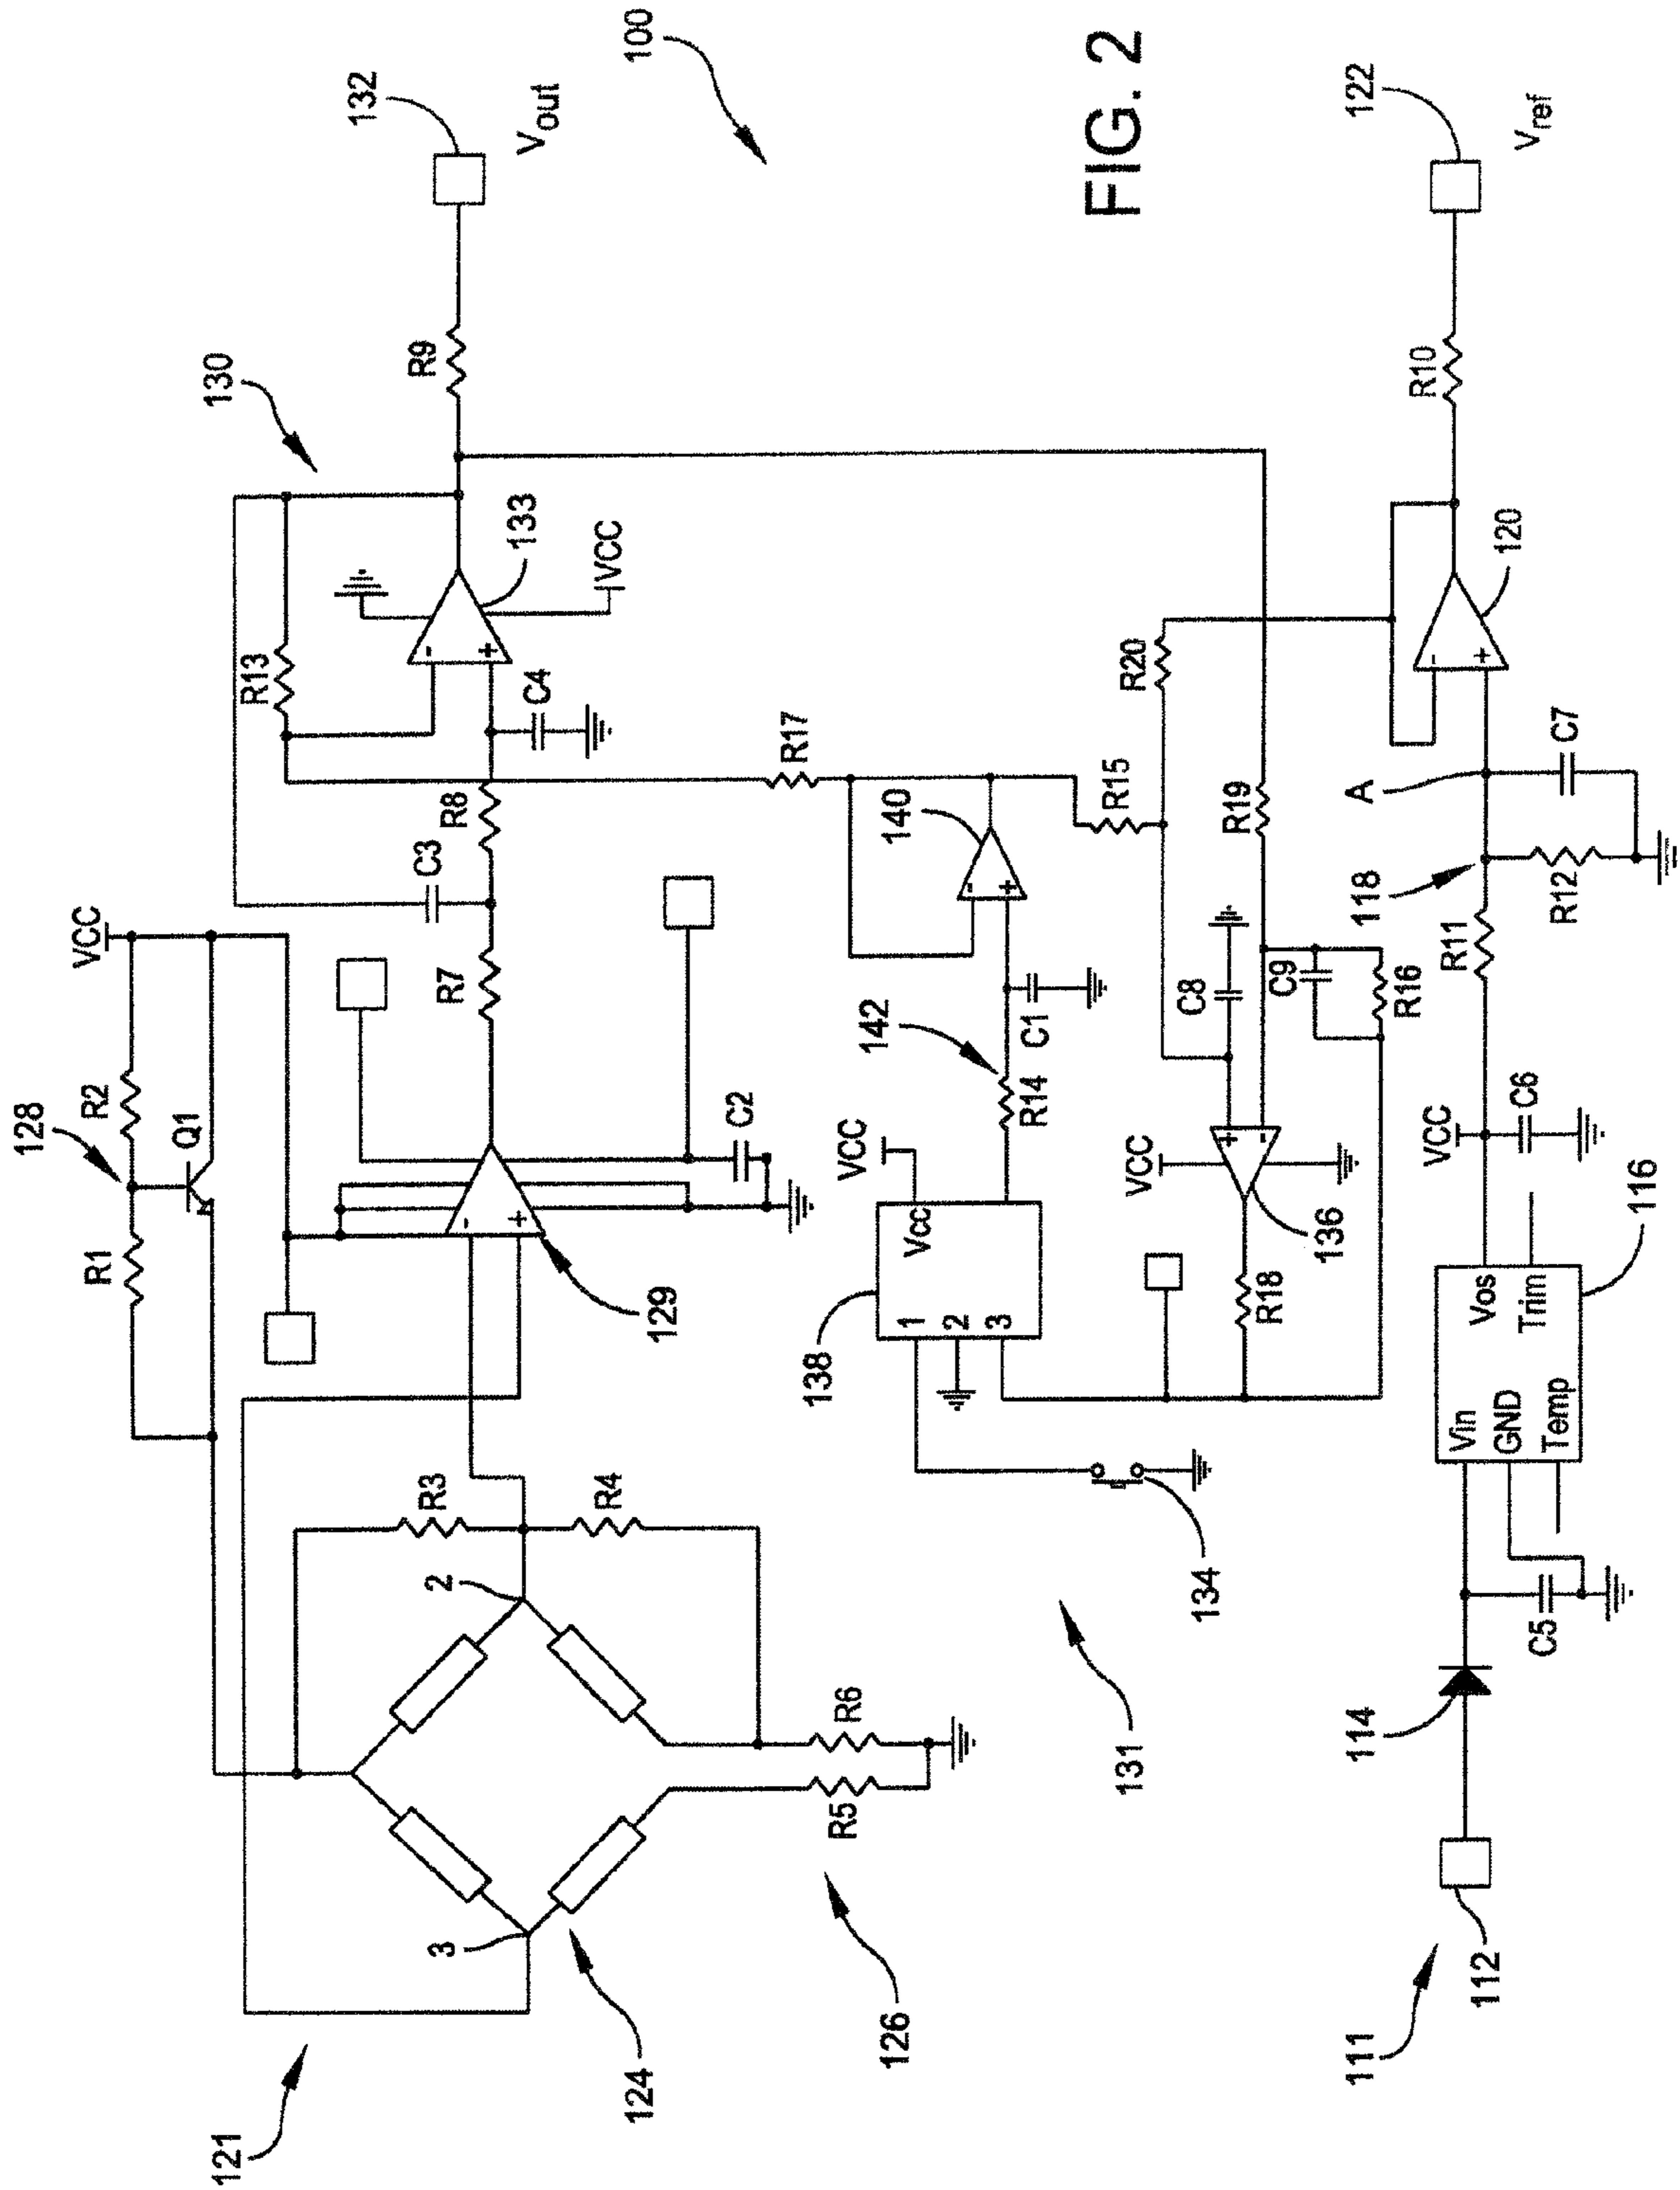 121
124
126
128
R1
R2
Q1
VCC
3
2
R3
R4
R5
R6
129
-
+
C2
R7
C3
R8
R13
C4
-
+
133
VCC
130
R9
132
Vout
100
131
134
138
1
2
3
Vcc
VCC
142
R14
C1
140
-
+
R17
R15
R20
VCC
136
+
-
R18
C8
C9
R16
R19
111
112
114
C5
Vin
GND
Temp
Vos
Trim
116
VCC
C6
R11
118
R12
A
C7
-
+
120
R10
122
Vref
FIG. 2